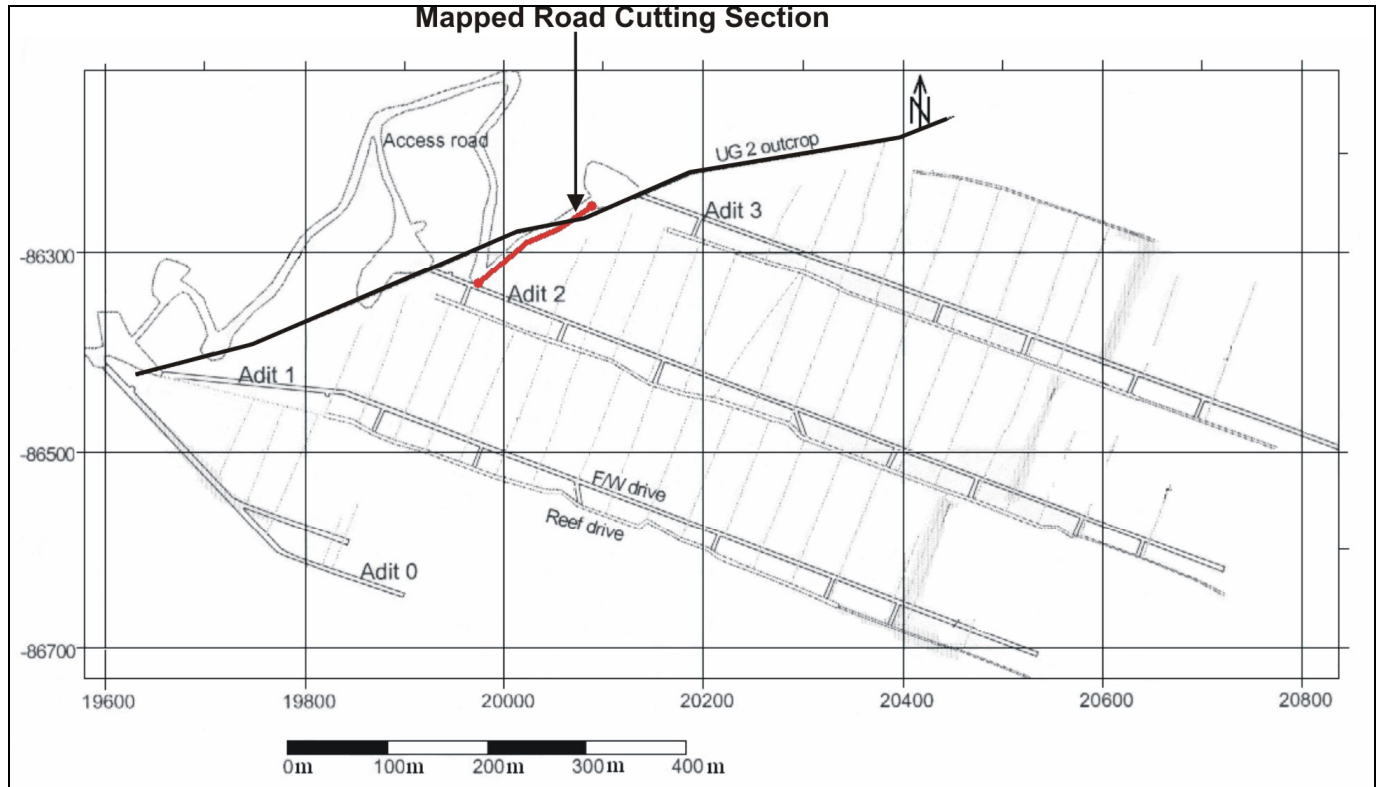 Mapped Road Cutting Section
N
Access road
UG 2 outcrop
Adit 3
-86300
Adit 2
Adit 1
-86500
F/W drive
Reef drive
Adit 0
-86700
19600 19800 20000 20200 20400 20600 20800
0m 100m 200m 300m 400m